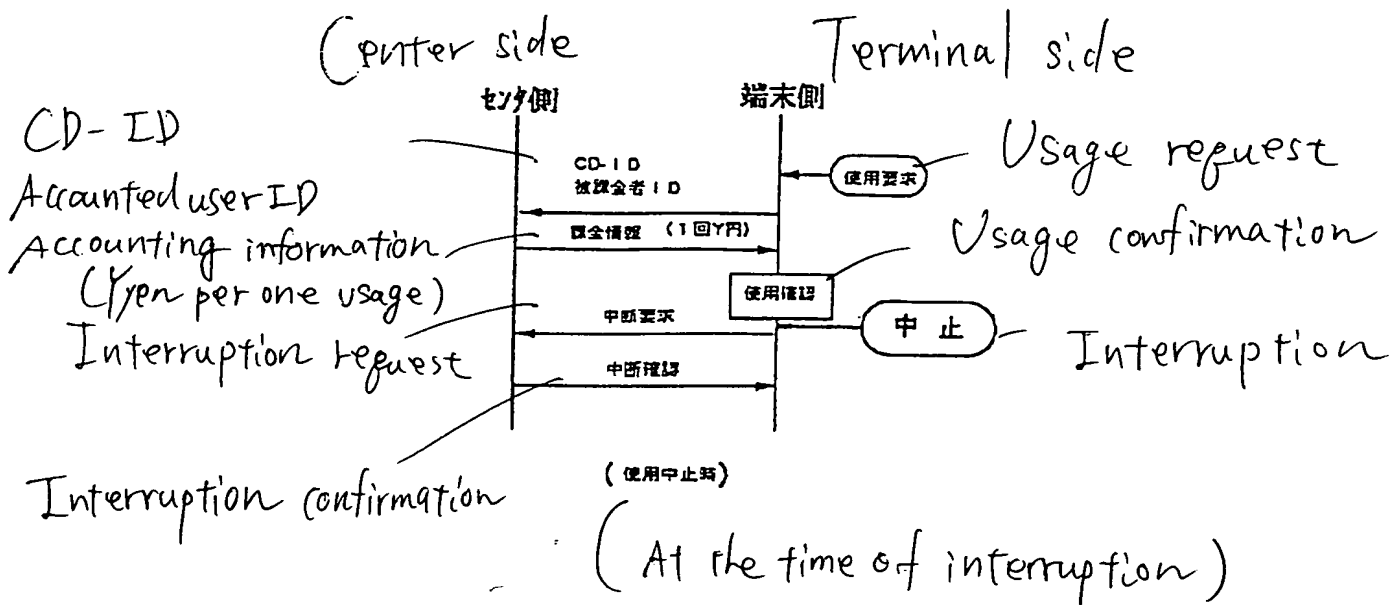 Center side
Terminal side
センタ側
端末側
CD-ID
CD-ID
使用要求
Usage request
Accounted user ID
被課金者ID
Accounting information
課金情報 (1回Y円)
(Y yen per one usage)
Usage confirmation
使用確認
Interruption request
中断要求
中止
Interruption
中断確認
Interruption confirmation
(使用中止時)
(At the time of interruption)